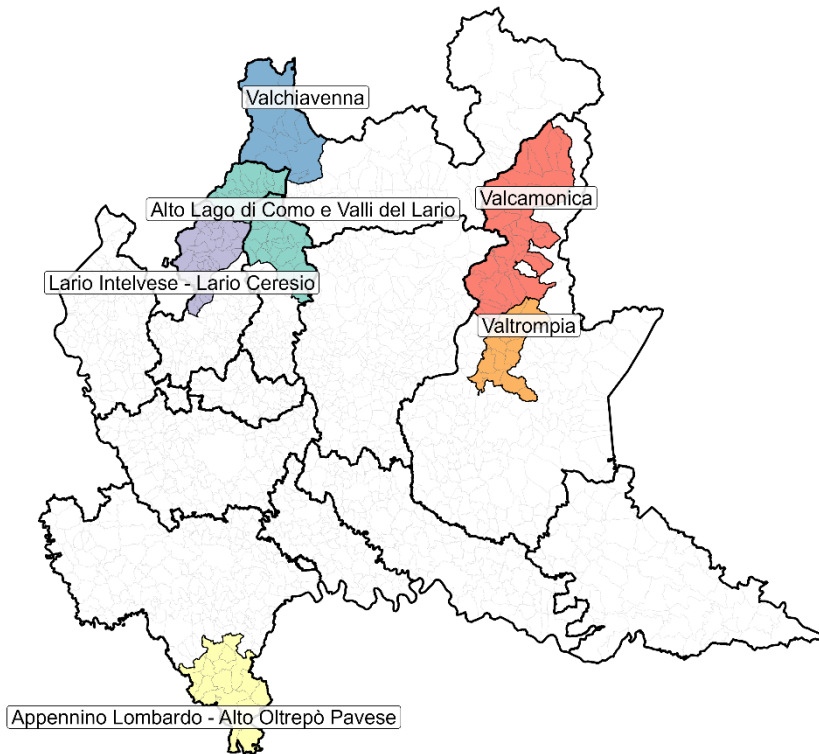 Valchiavenna
Valcamonica
Alto Lago di Como e Valli del Lario
Lario Intelvese - Lario Ceresio
Valtrompia
Appennino Lombardo - Alto Oltrepò Pavese